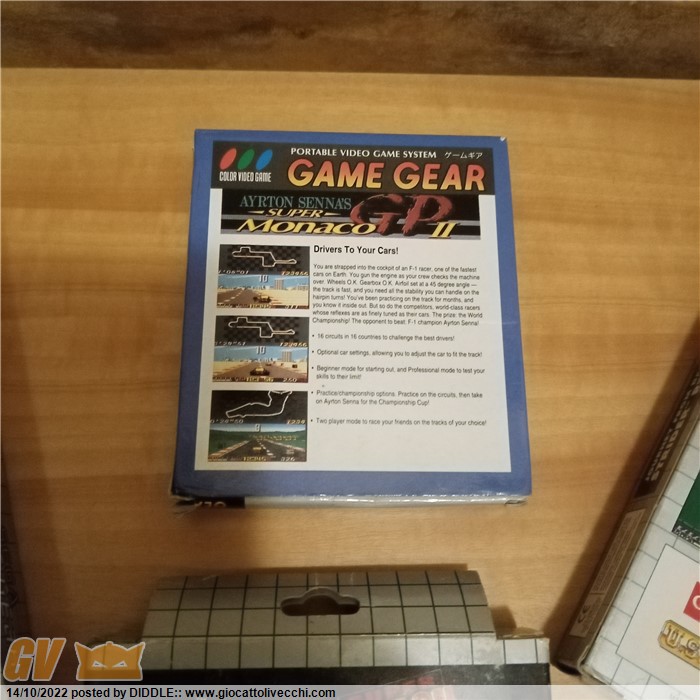 PORTABLE VIDEO GAME SYSTEM ゲームギア
COLOR VIDEO GAME
GAME GEAR
AYRTON SENNA'S
SUPER
MONACO GP II
Drivers To Your Cars!
You are strapped into the cockpit of an F-1 racer, one of the fastest
cars on Earth. You gun the engine as your crew checks the machine
over. Wheels O.K. Gearbox O.K. Airfoil set at a 45 degree angle —
the track is fast, and you need all the stability you can handle on the
hairpin turns! You've been practicing on the track for months, and
you know it inside out. But so do the competitors, world-class racers
whose reflexes are as finely tuned as their cars. The prize: the World
Championship! The opponent to beat: F-1 champion Ayrton Senna!
• 16 circuits in 16 countries to challenge the best drivers!
• Optional car settings, allowing you to adjust the car to fit the track!
• Beginner mode for starting out, and Professional mode to test your
skills to their limit!
• Practice/championship options. Practice on the circuits, then take
on Ayrton Senna for the Championship Cup!
• Two player mode to race your friends on the tracks of your choice!
GV
14/10/2022 posted by DIDDLE:: www.giocattolivecchi.com